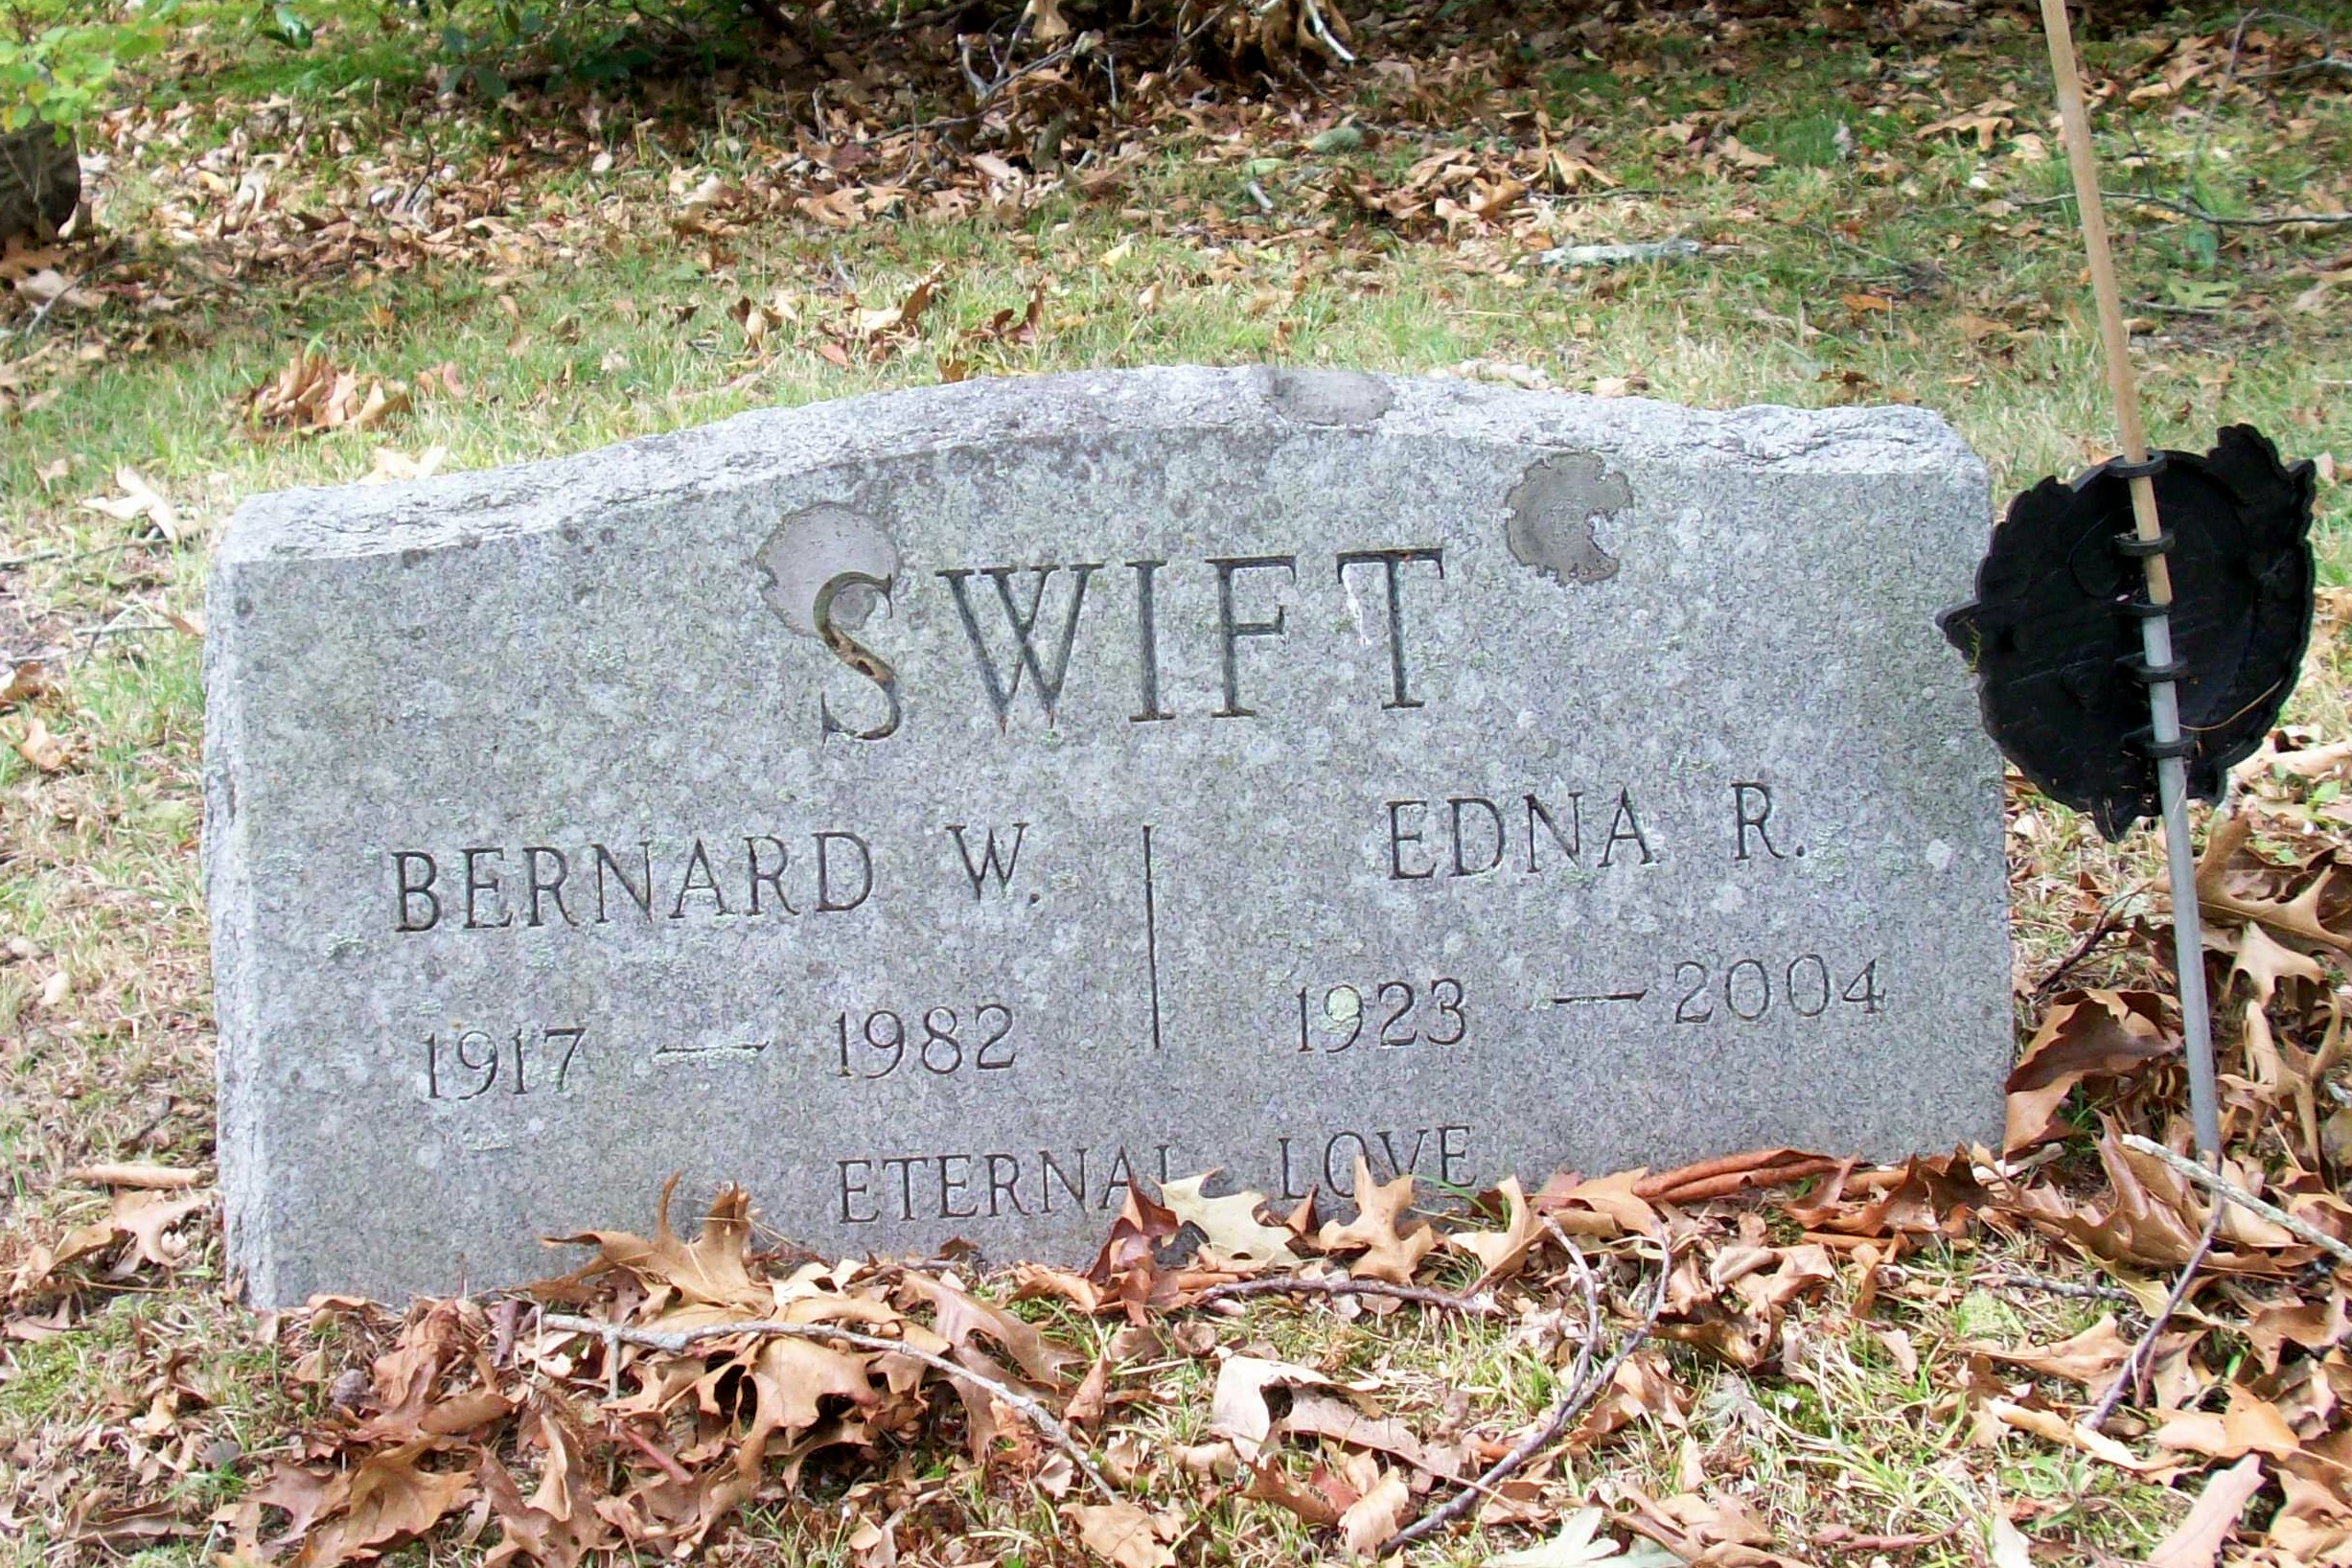 SWIFT
BERNARD W. | EDNA R.
1917 — 1982 | 1923 — 2004
ETERNAL LOVE